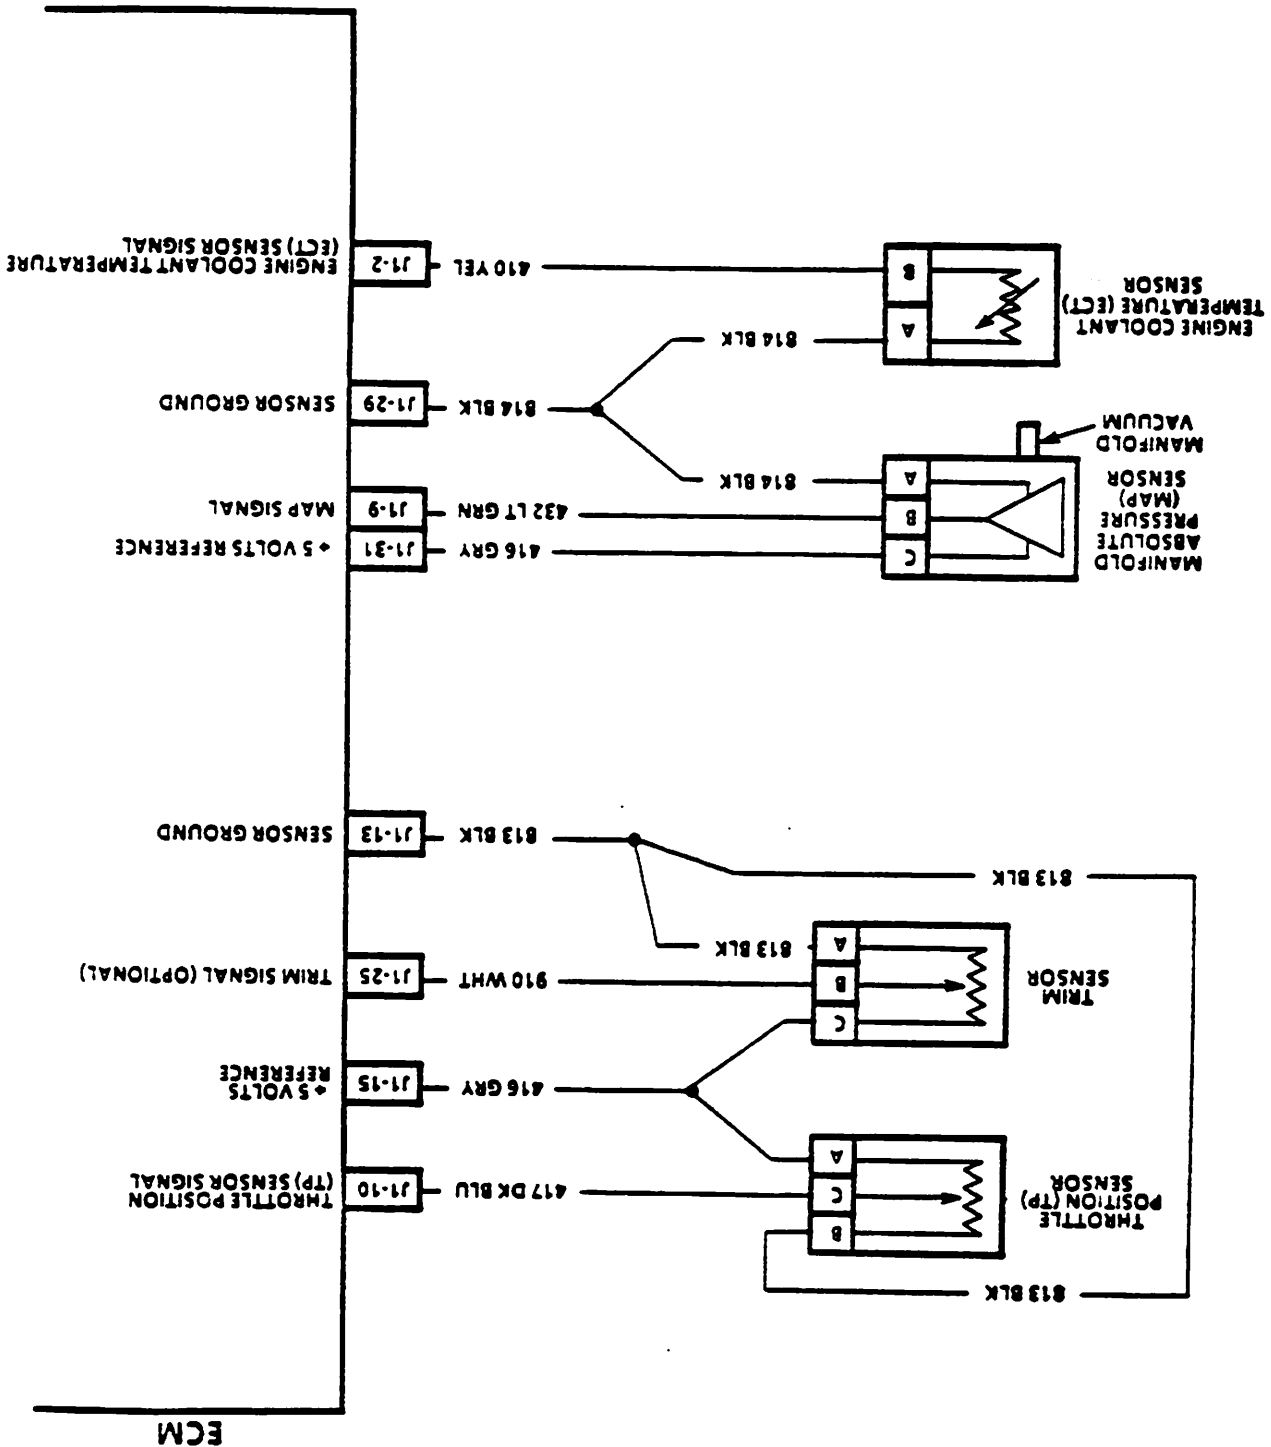 ECM
813 BLK
THROTTLE
POSITION (TP)
SENSOR
B
C
A
417 DK BLU
J1-10
THROTTLE POSITION
(TP) SENSOR SIGNAL
416 GRY
J1-15
+ 5 VOLTS
REFERENCE
TRIM
SENSOR
C
B
A
910 WHT
J1-25
TRIM SIGNAL (OPTIONAL)
813 BLK
813 BLK
813 BLK
J1-13
SENSOR GROUND
MANIFOLD
ABSOLUTE
PRESSURE
(MAP)
SENSOR
C
B
A
416 GRY
J1-31
+ 5 VOLTS REFERENCE
432 LT GRN
J1-9
MAP SIGNAL
814 BLK
MANIFOLD
VACUUM
814 BLK
J1-29
SENSOR GROUND
814 BLK
ENGINE COOLANT
TEMPERATURE (ECT)
SENSOR
A
B
410 YEL
J1-2
ENGINE COOLANT TEMPERATURE
(ECT) SENSOR SIGNAL